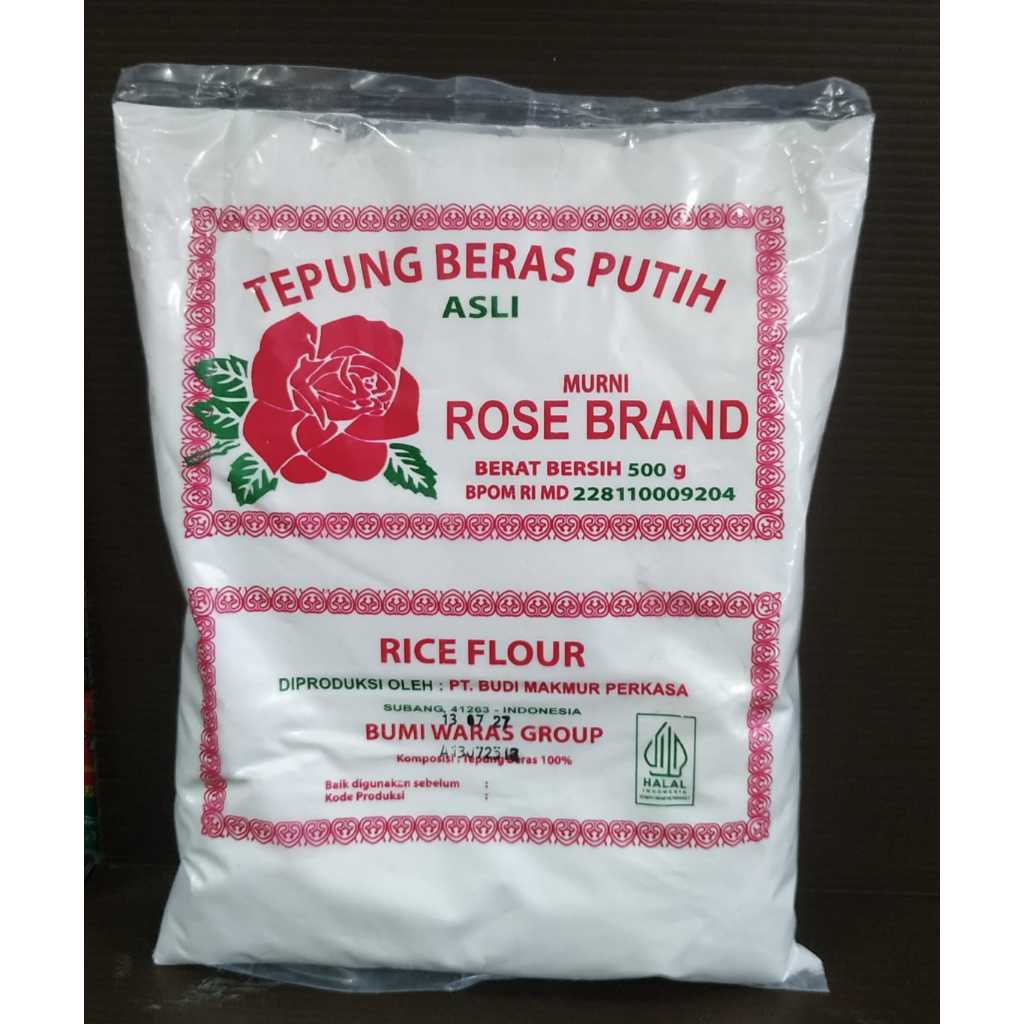 TEPUNG BERAS PUTIH
ASLI
MURNI
ROSE BRAND
BERAT BERSIH 500 g
BPOM RI MD 228110009204
RICE FLOUR
DIPRODUKSI OLEH : PT. BUDI MAKMUR PERKASA
SUBANG, 41263 - INDONESIA
13 07 27
BUMI WARAS GROUP
Komposisi : Tepung Beras 100%
Baik digunakan sebelum :
Kode Produksi :
HALAL
INDONESIA